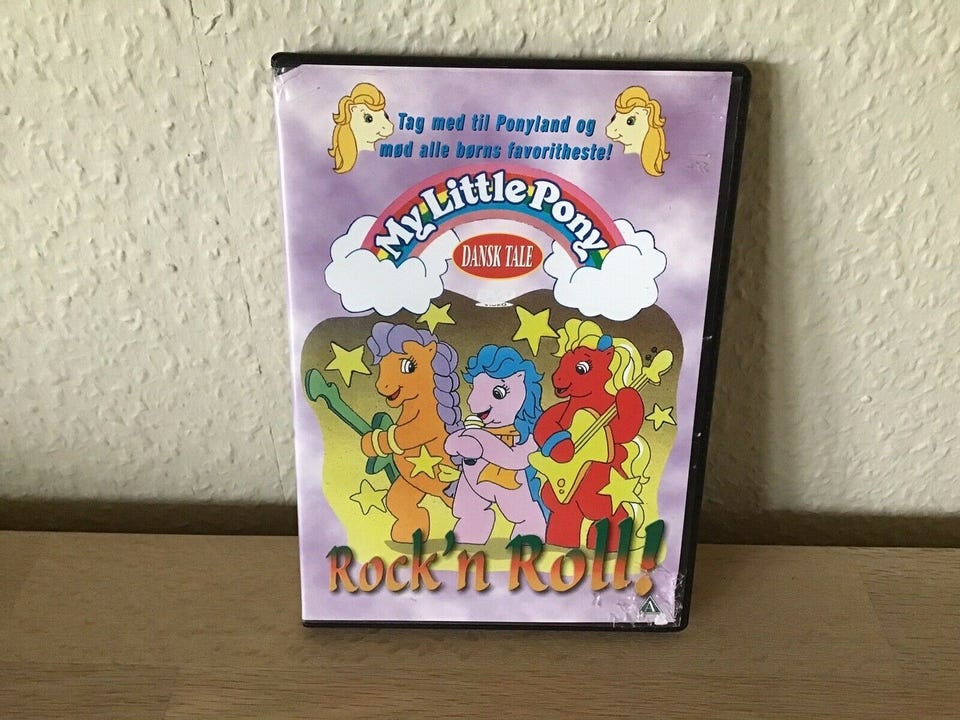 Tag med til Ponyland og
mød alle børns favoritheste!
My Little Pony
DANSK TALE
Rock'n Roll!
A